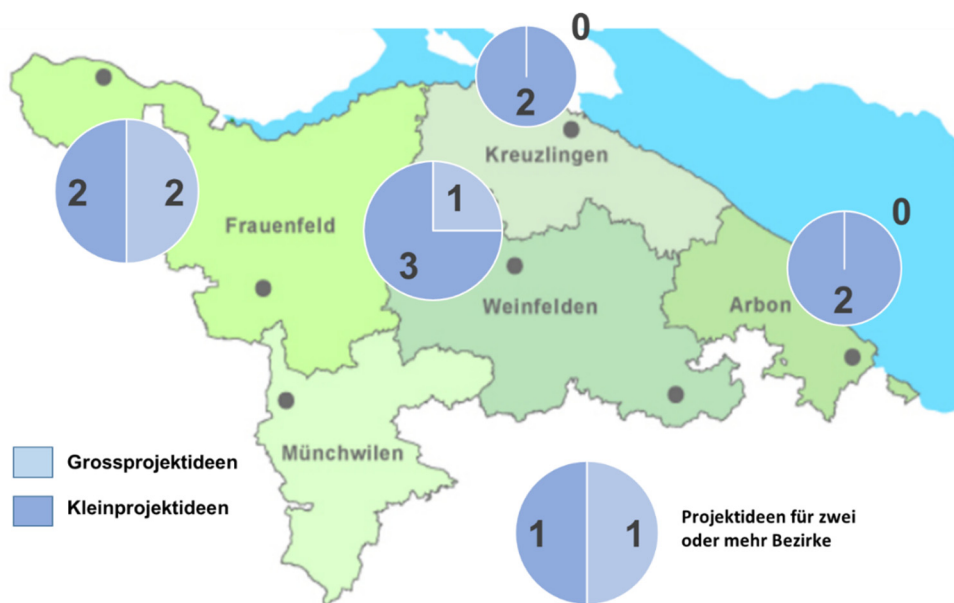 0
2
Kreuzlingen
2 2
1
Frauenfeld
3
0
Weinfelden
Arbon
2
Münchwilen
Grossprojektideen
Kleinprojektideen
1 1
Projektideen für zwei
oder mehr Bezirke